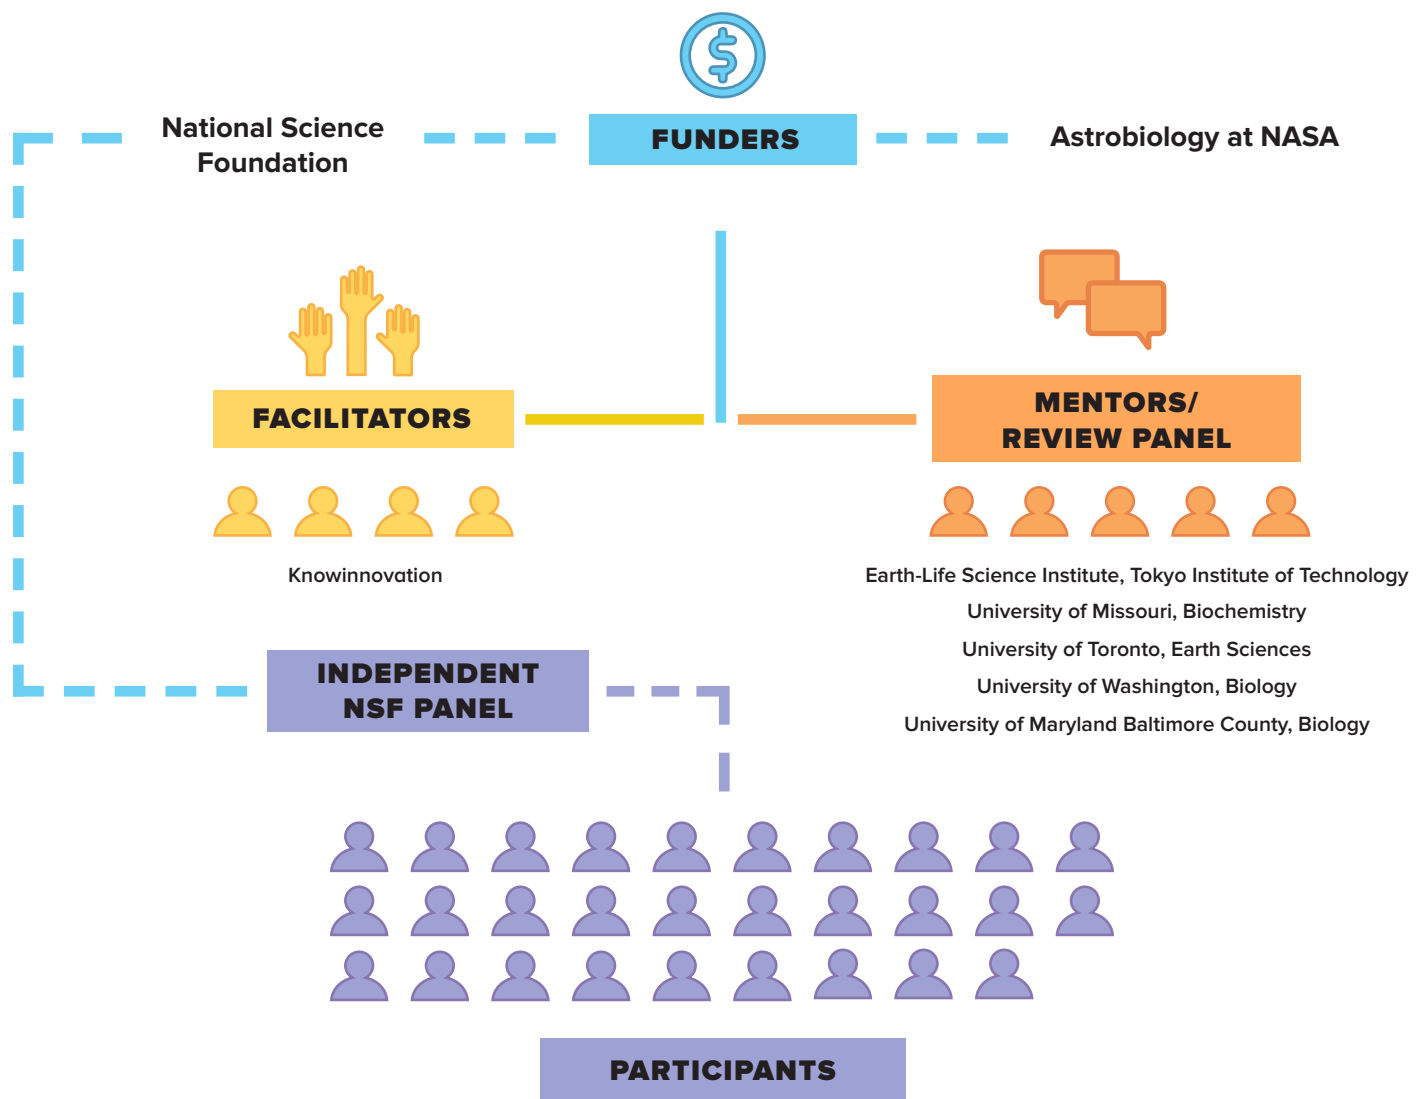 $
National Science
Foundation
FUNDERS
Astrobiology at NASA
FACILITATORS
MENTORS/
REVIEW PANEL
Knowinnovation
Earth-Life Science Institute, Tokyo Institute of Technology
University of Missouri, Biochemistry
University of Toronto, Earth Sciences
University of Washington, Biology
University of Maryland Baltimore County, Biology
INDEPENDENT
NSF PANEL
PARTICIPANTS